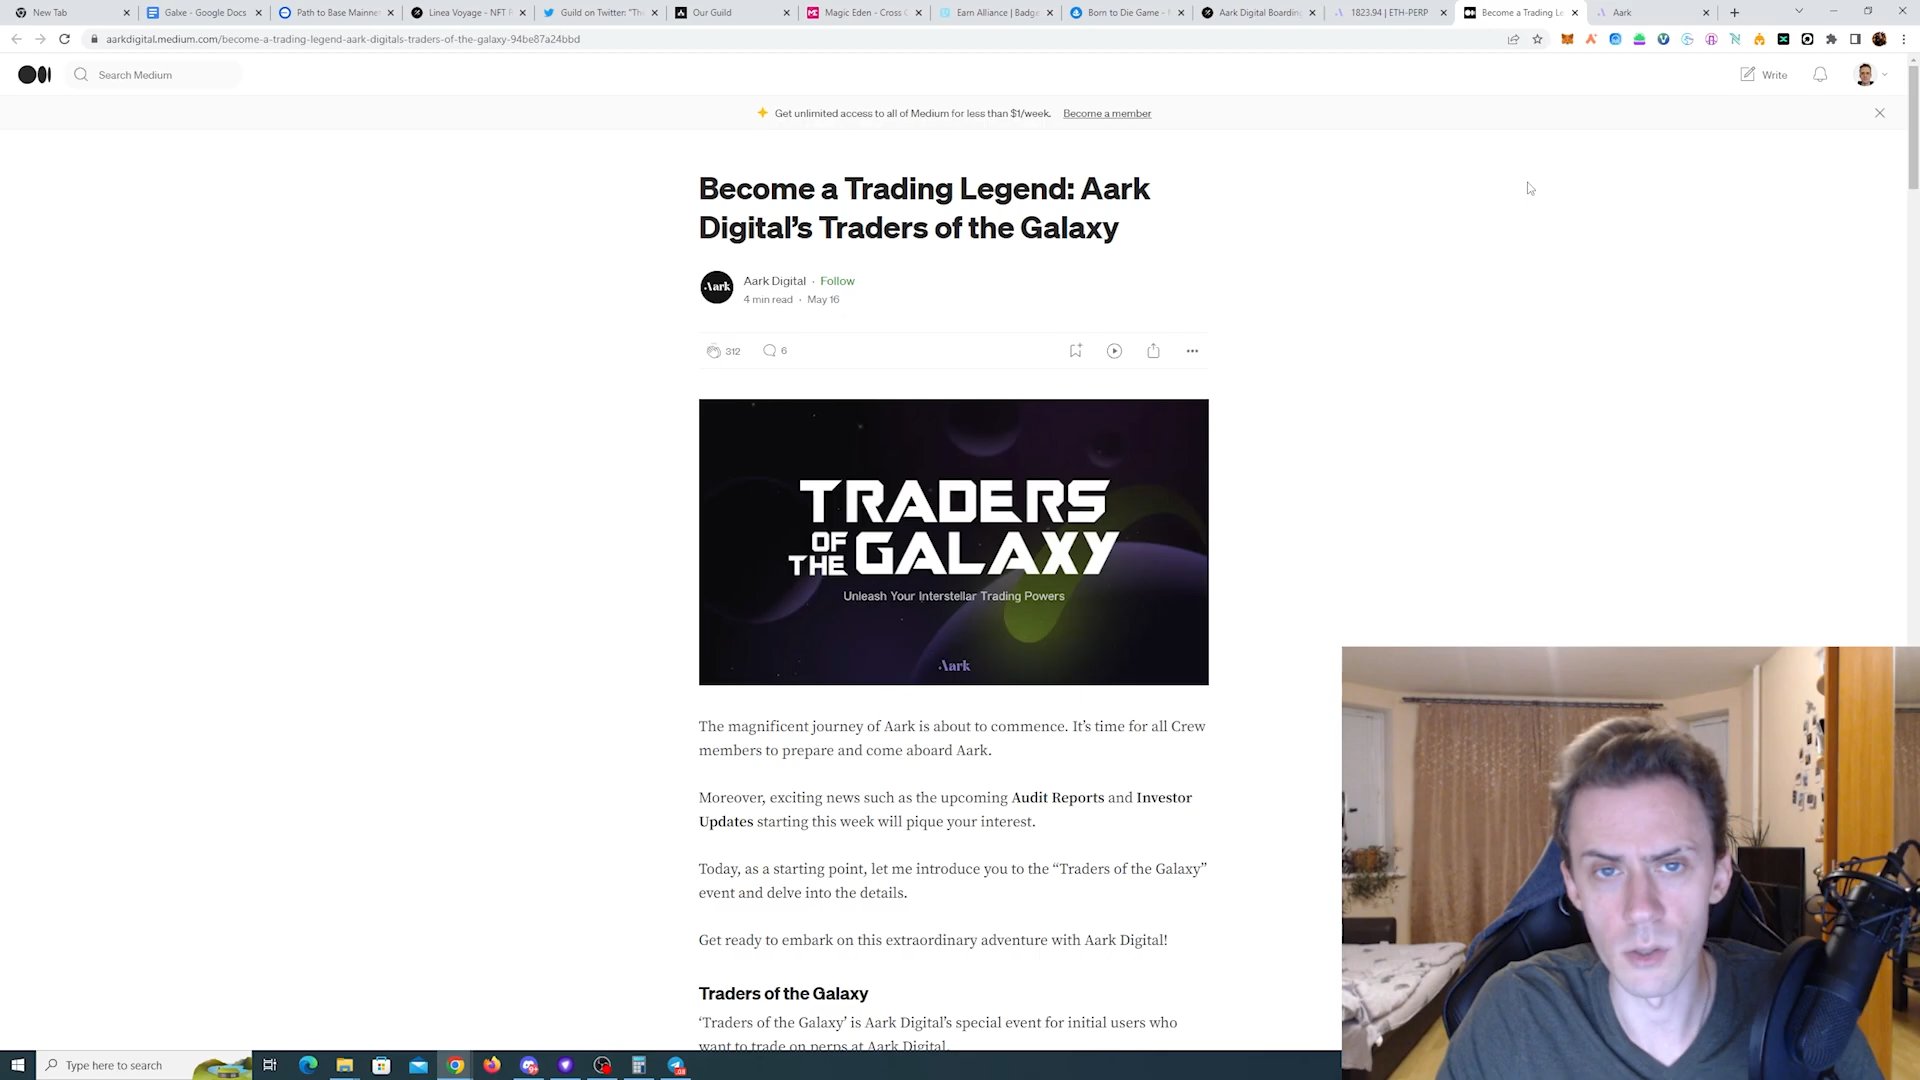 New Tab
Galxe - Google Docs
Path to Base Mainne
Linea Voyage - NFT
Guild on Twitter: "Th
Our Guild
Magic Eden - Cross
Earn Alliance | Badge
Born to Die Game -
Aark Digital Boardin
1823.94 | ETH-PERP
Become a Trading Le
Aark
aarkdigital.medium.com/become-a-trading-legend-aark-digitals-traders-of-the-galaxy-94be87a24bbd
Search Medium
Write
Get unlimited access to all of Medium for less than $1/week. Become a member
Become a Trading Legend: Aark
Digital’s Traders of the Galaxy
Aark
Aark Digital · Follow
4 min read · May 16
312
6
TRADERS
OF THE GALAXY
Unleash Your Interstellar Trading Powers
Aark
The magnificent journey of Aark is about to commence. It’s time for all Crew
members to prepare and come aboard Aark.
Moreover, exciting news such as the upcoming Audit Reports and Investor
Updates starting this week will pique your interest.
Today, as a starting point, let me introduce you to the “Traders of the Galaxy”
event and delve into the details.
Get ready to embark on this extraordinary adventure with Aark Digital!
Traders of the Galaxy
‘Traders of the Galaxy’ is Aark Digital’s special event for initial users who
want to trade on perps at Aark Digital.
Type here to search